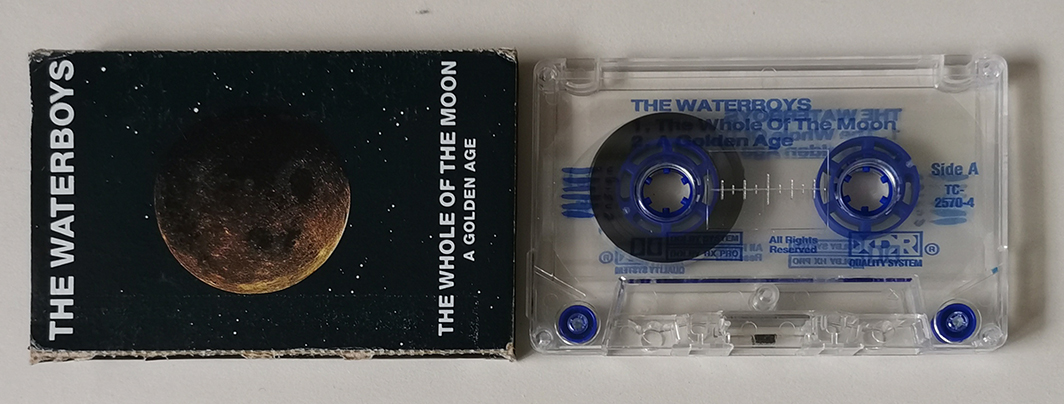 THE WATERBOYS
THE WHOLE OF THE MOON
A GOLDEN AGE
THE WATERBOYS
1. The Whole Of The Moon
2. A Golden Age
Side A
TC-
2570-4
All Rights
Reserved
XDR®
QUALITY SYSTEM